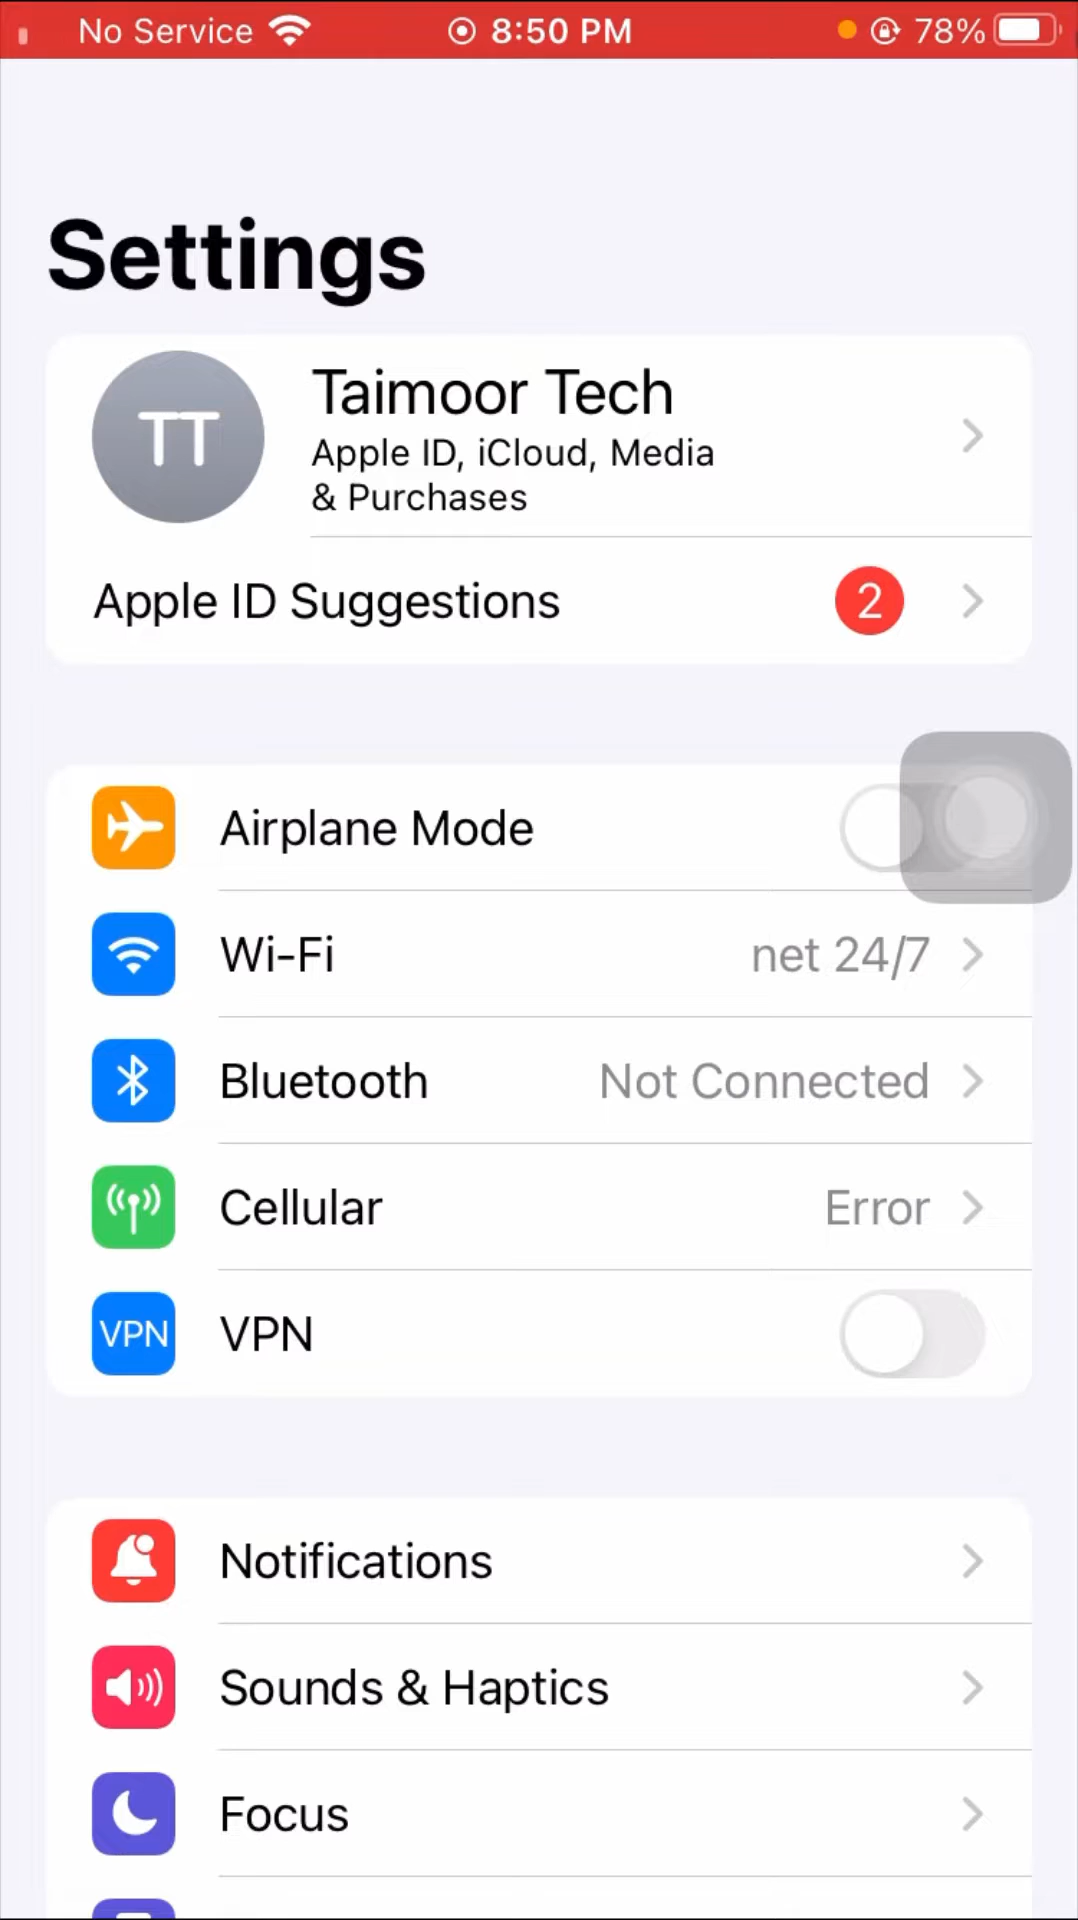 No Service 8:50 PM 78%
Settings
TT
Taimoor Tech
Apple ID, iCloud, Media
& Purchases
Apple ID Suggestions 2
Airplane Mode
Wi-Fi net 24/7
Bluetooth Not Connected
Cellular Error
VPN VPN
Notifications
Sounds & Haptics
Focus